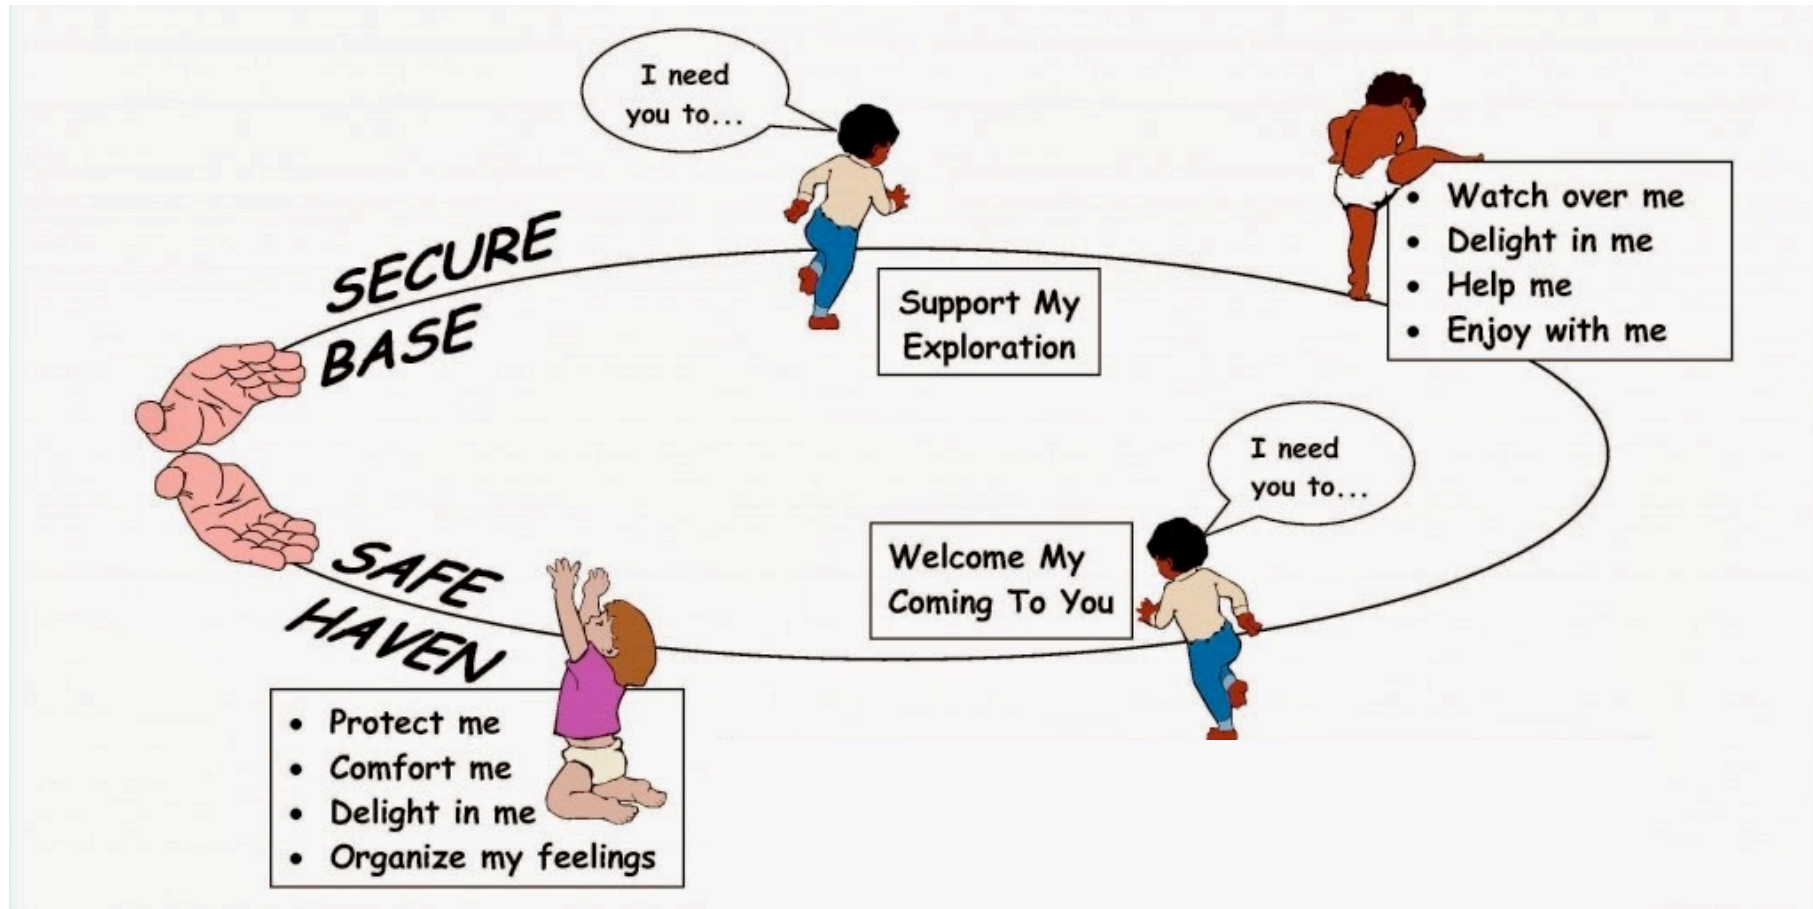 I need
you to...
SECURE
BASE
Support My
Exploration
• Watch over me
• Delight in me
• Help me
• Enjoy with me
I need
you to...
Welcome My
Coming To You
SAFE
HAVEN
• Protect me
• Comfort me
• Delight in me
• Organize my feelings